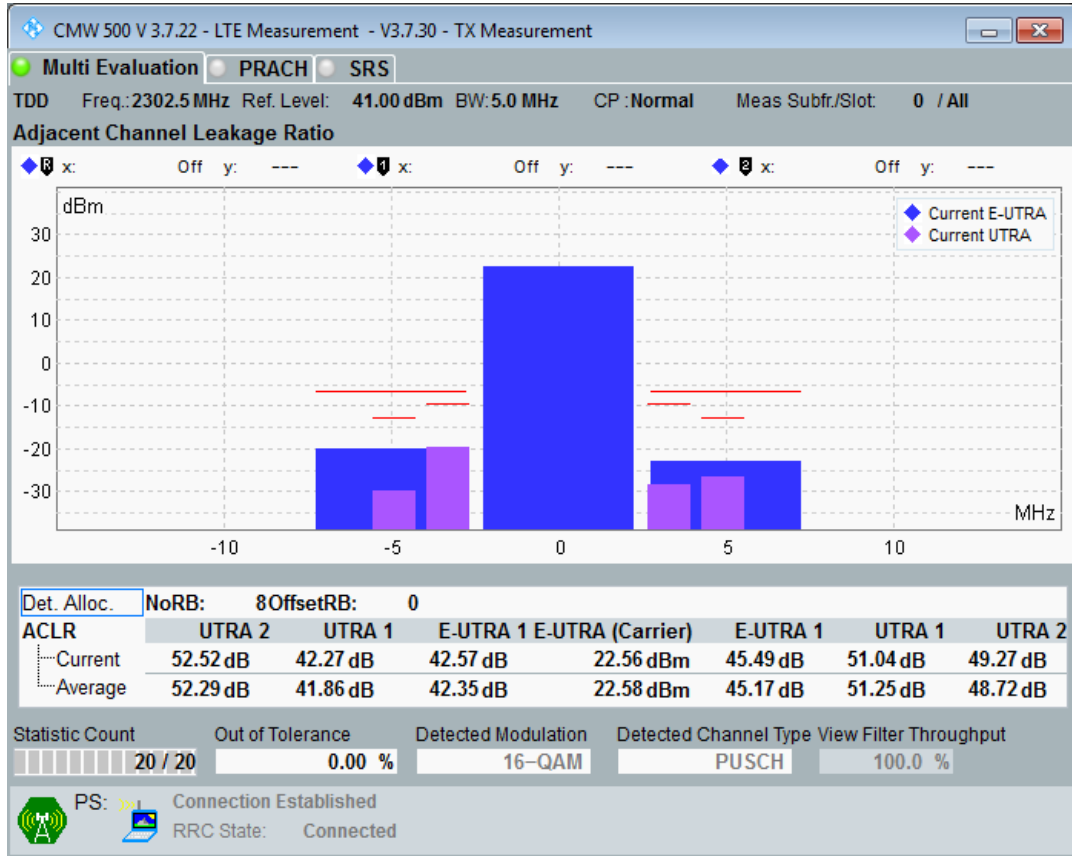 CMW 500 V 3.7.22 - LTE Measurement - V3.7.30 - TX Measurement
Multi Evaluation PRACH SRS
TDD Freq.: 2302.5 MHz Ref. Level: 41.00 dBm BW: 5.0 MHz CP : Normal Meas Subfr./Slot: 0 / All
Adjacent Channel Leakage Ratio
R x: Off y: --- 1 x: Off y: --- 2 x: Off y: ---
dBm
Current E-UTRA
Current UTRA
30
20
10
0
-10
-20
-30
MHz
-10 -5 0 5 10
Det. Alloc. NoRB: 8 OffsetRB: 0
ACLR UTRA 2 UTRA 1 E-UTRA 1 E-UTRA (Carrier) E-UTRA 1 UTRA 1 UTRA 2
Current 52.52 dB 42.27 dB 42.57 dB 22.56 dBm 45.49 dB 51.04 dB 49.27 dB
Average 52.29 dB 41.86 dB 42.35 dB 22.58 dBm 45.17 dB 51.25 dB 48.72 dB
Statistic Count Out of Tolerance Detected Modulation Detected Channel Type View Filter Throughput
20 / 20 0.00 % 16-QAM PUSCH 100.0 %
PS: Connection Established
RRC State: Connected